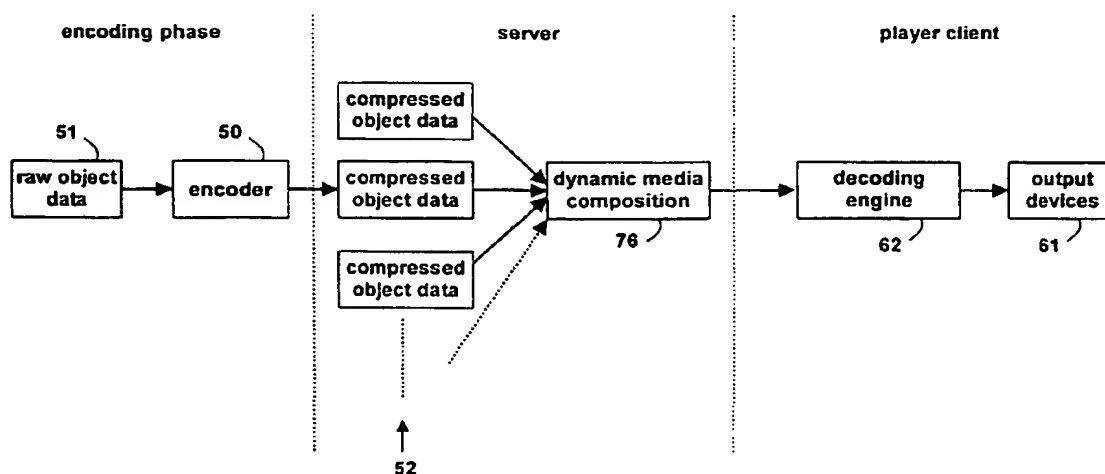 encoding phase
server
player client
51
raw object
data
50
encoder
compressed
object data
compressed
object data
compressed
object data
52
dynamic media
composition
76
decoding
engine
62
output
devices
61